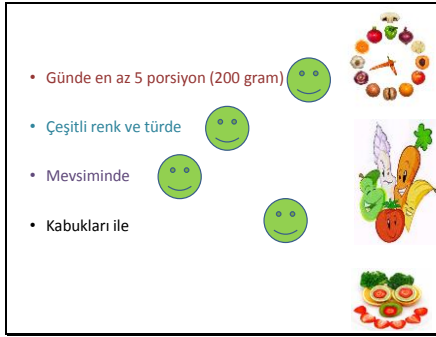 • Günde en az 5 porsiyon (200 gram)
• Çeşitli renk ve türde
• Mevsiminde
• Kabukları ile